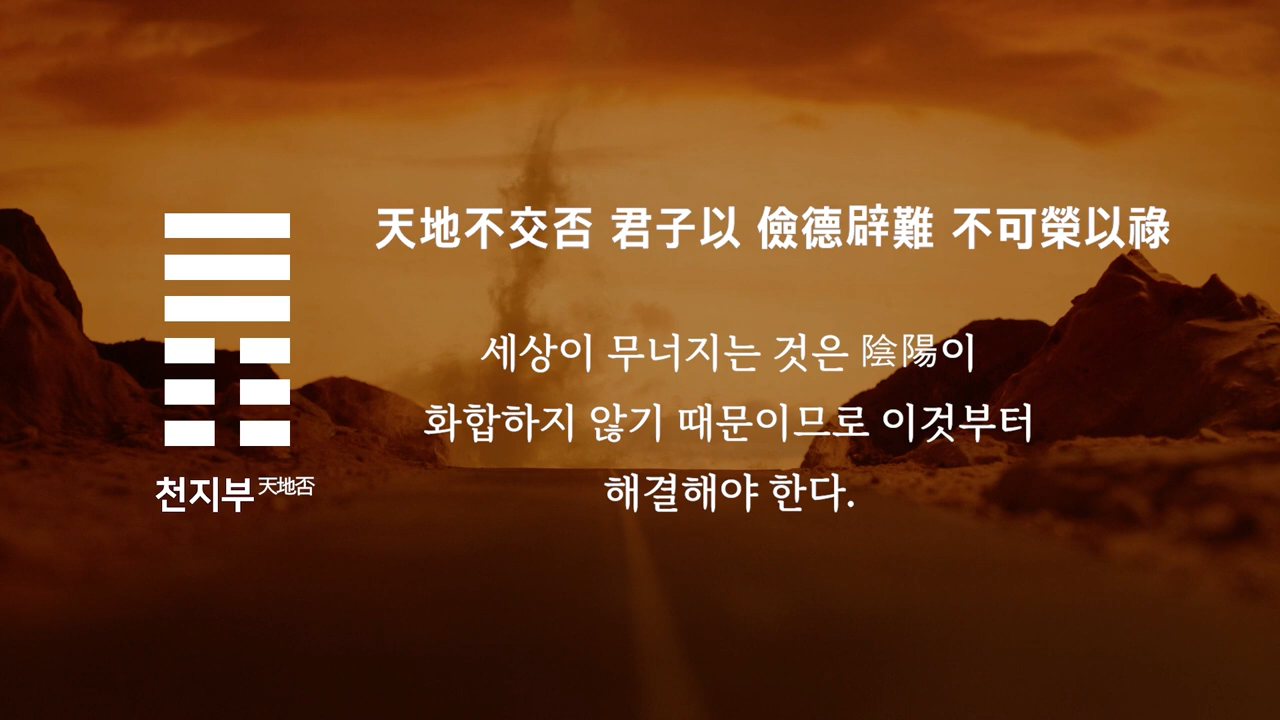 天地不交否 君子以 儉德辟難 不可榮以祿
세상이 무너지는 것은 陰陽이
화합하지 않기 때문이므로 이것부터
해결해야 한다.
천지부 天地否